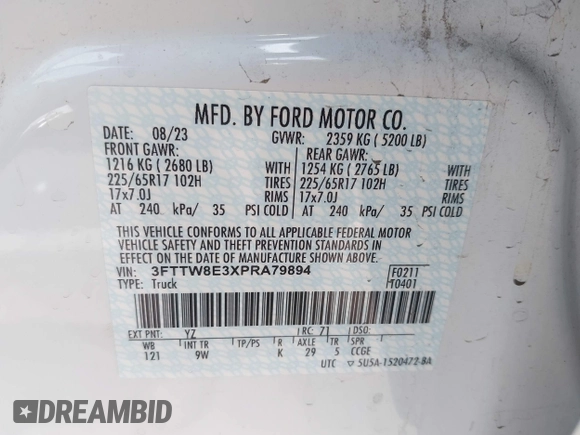 MFD. BY FORD MOTOR CO.
DATE: 08/23 GVWR: 2359 KG ( 5200 LB)
FRONT GAWR: REAR GAWR:
1216 KG ( 2680 LB) 1254 KG ( 2765 LB)
225/65R17 102H TIRES 225/65R17 102H TIRES
17x7.0J RIMS 17x7.0J RIMS
AT 240 kPa/ 35 PSI COLD AT 240 kPa/ 35 PSI COLD
THIS VEHICLE CONFORMS TO ALL APPLICABLE FEDERAL MOTOR
VEHICLE SAFETY AND THEFT PREVENTION STANDARDS IN
EFFECT ON THE DATE OF MANUFACTURE SHOWN ABOVE.
VIN: 3FTTW8E3XPRA79894 F0211
TYPE: Truck T0401
EXT PNT: YZ RC: 71 DSO:
WB INT TR TP/PS R AXLE TR SPR
121 9W K 29 5 CCGE
UTC 5U5A-1520472-BA
DREAMBID